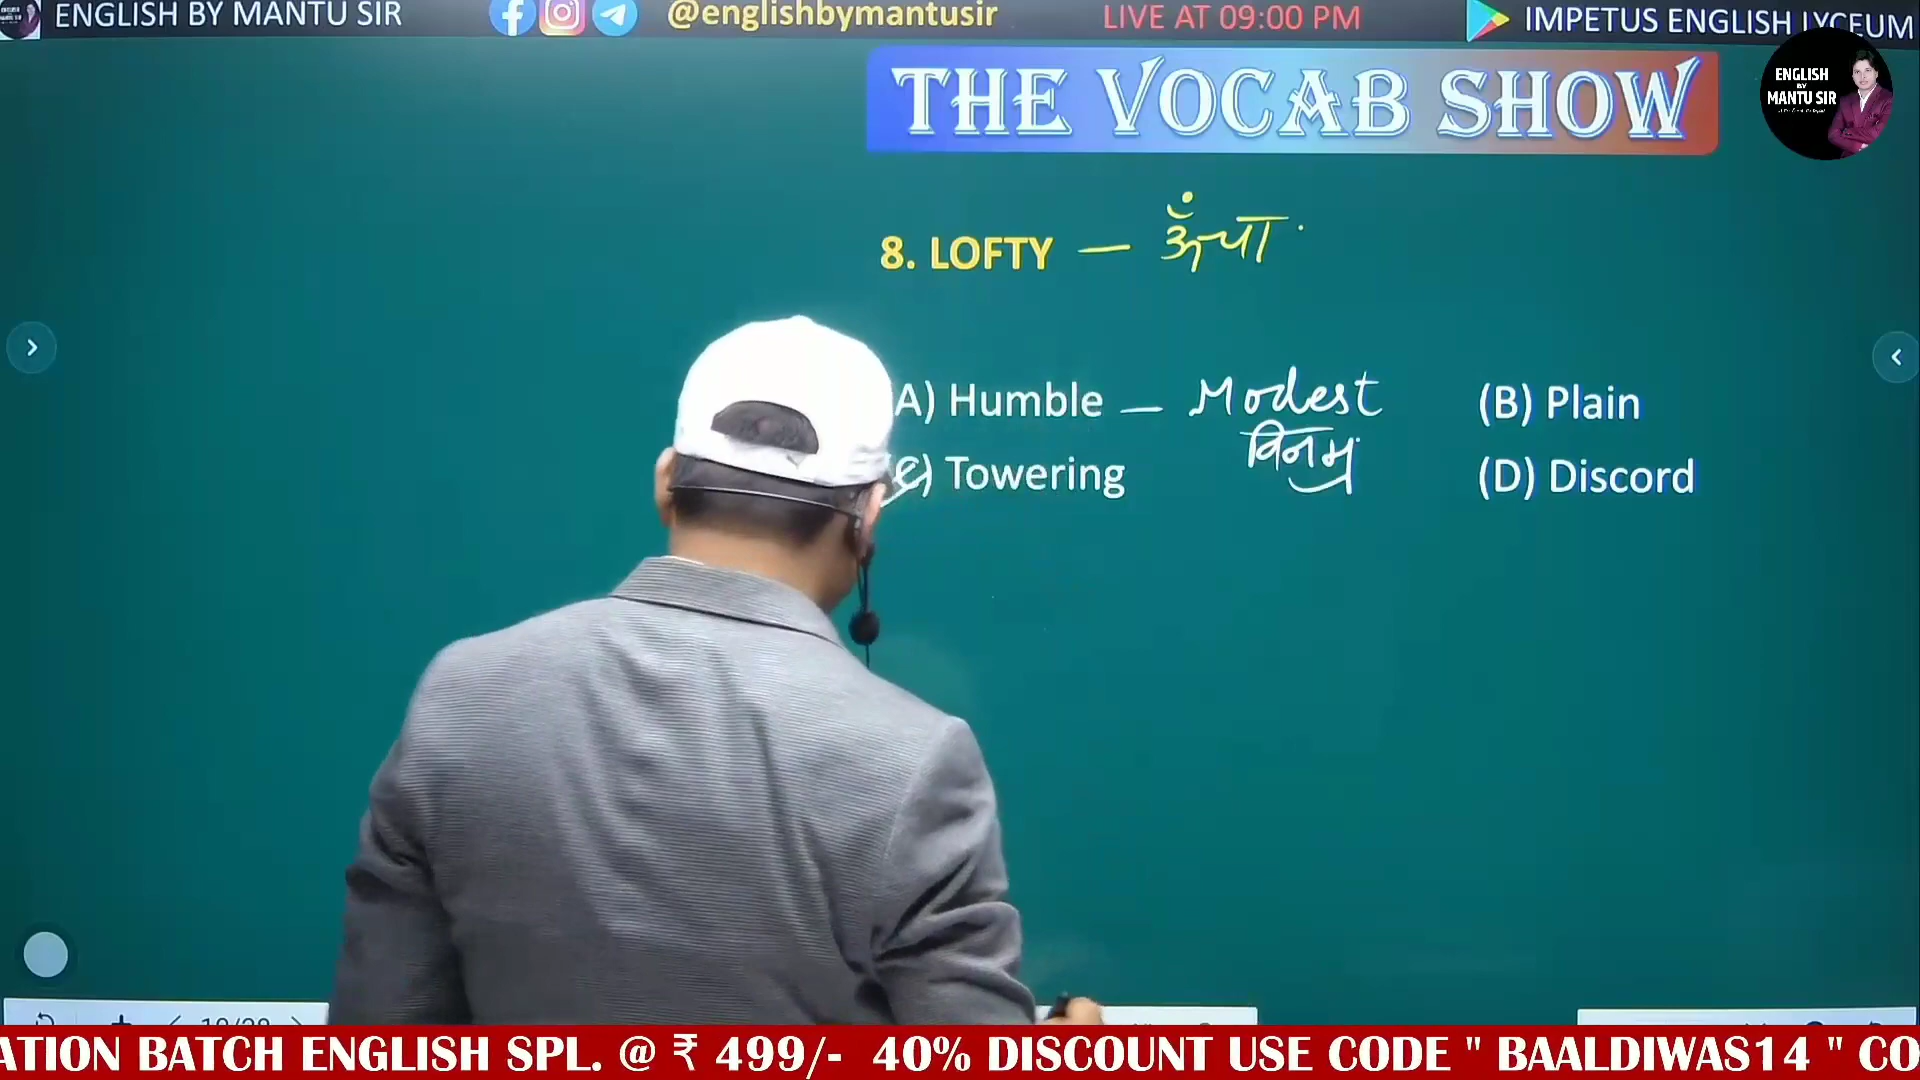 ENGLISH BY MANTU SIR
@englishbymantusir
LIVE AT 09:00 PM
IMPETUS ENGLISH LYCEUM
THE VOCAB SHOW
ENGLISH
BY
MANTU SIR
8. LOFTY — ऊँचा
A) Humble — Modest
विनम्र
(B) Plain
(C) Towering
(D) Discord
ATION BATCH ENGLISH SPL. @ ₹ 499/- 40% DISCOUNT USE CODE " BAALDIWAS14 " CO